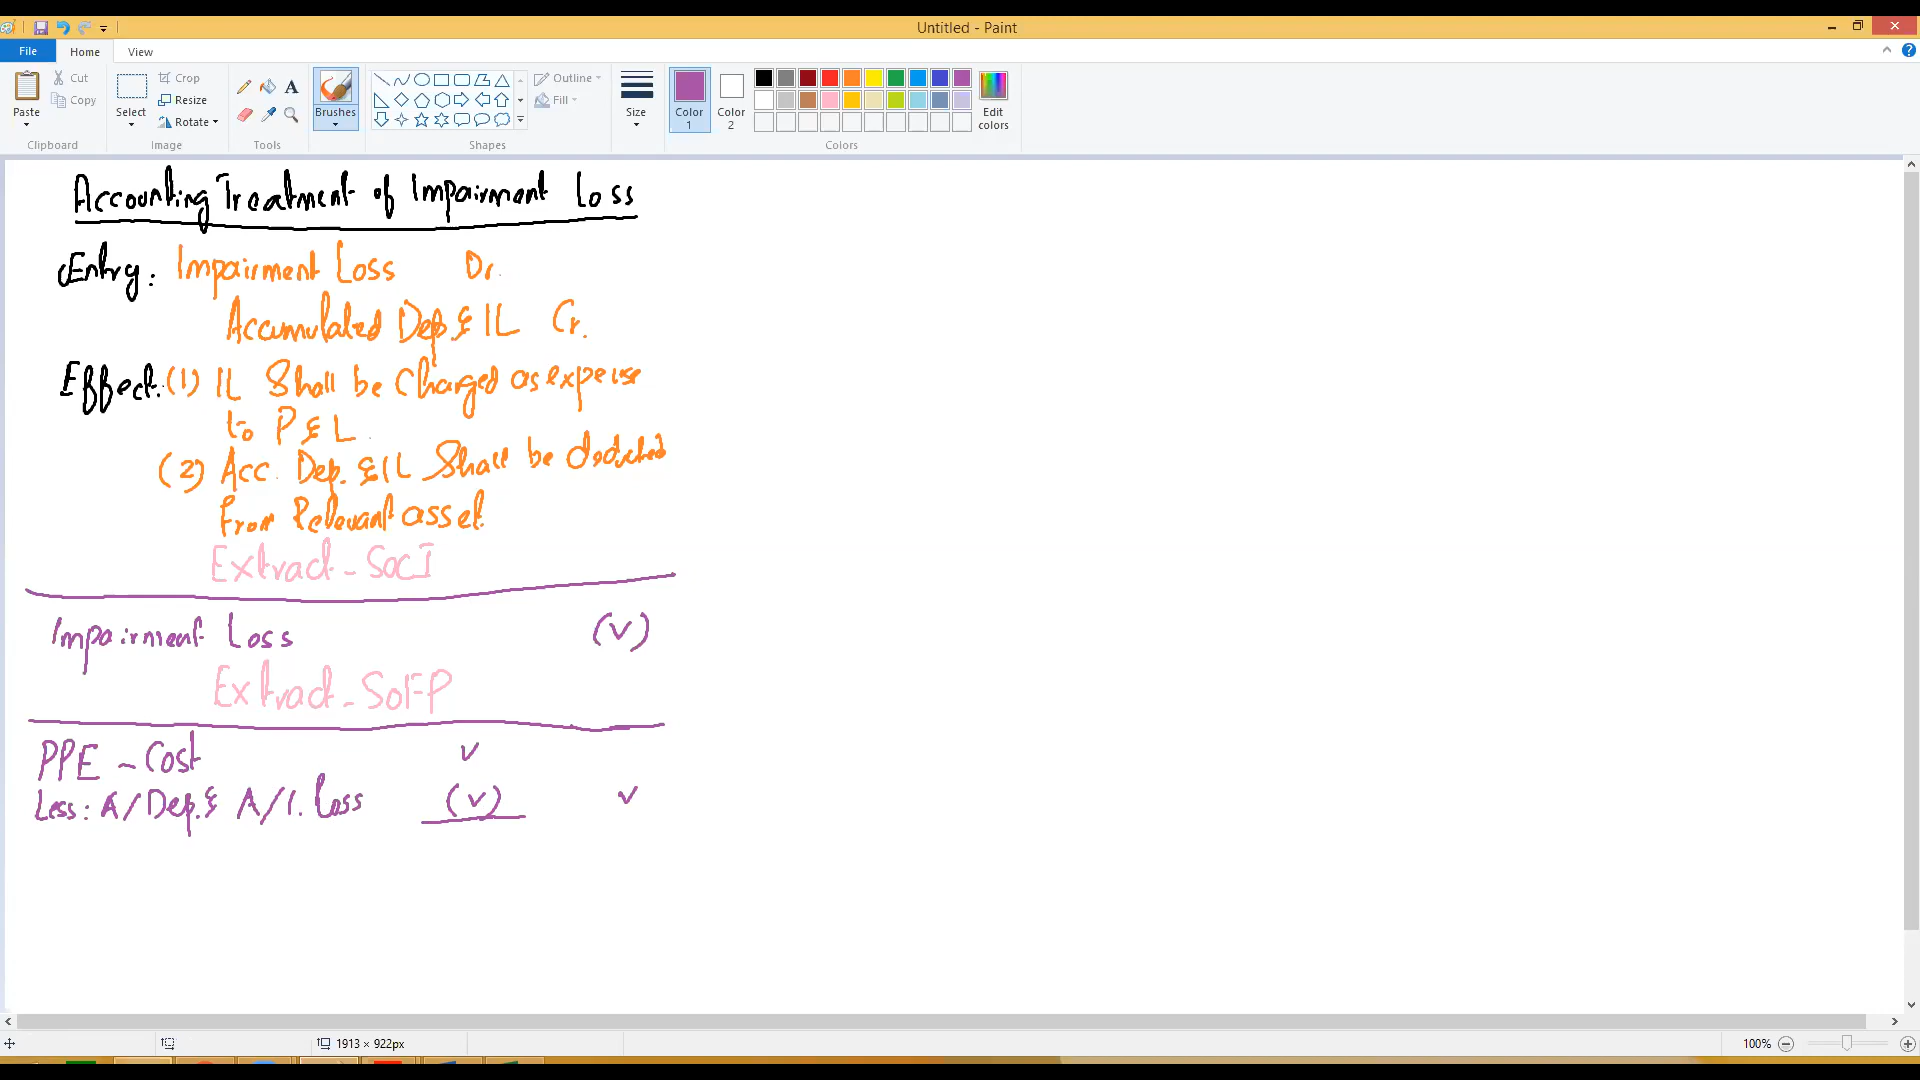 Untitled - Paint
File Home View
Paste Cut Copy Clipboard
Select Crop Resize Rotate Image
Tools
Brushes
Outline Fill Shapes
Size
Color 1 Color 2 Edit colors Colors
Accounting Treatment of Impairment Loss
Entry: Impairment Loss Dr.
Accumulated Dep. & IL Cr.
Effect: (1) IL Shall be Charged as expense
to P & L
(2) Acc. Dep. & IL Shall be deducted
from Relevant asset
Extract - SOCI
Impairment Loss (v)
Extract - SOFP
PPE - Cost v
Less: A/Dep. & A/I. Loss (v) v
1913 × 922px
100%